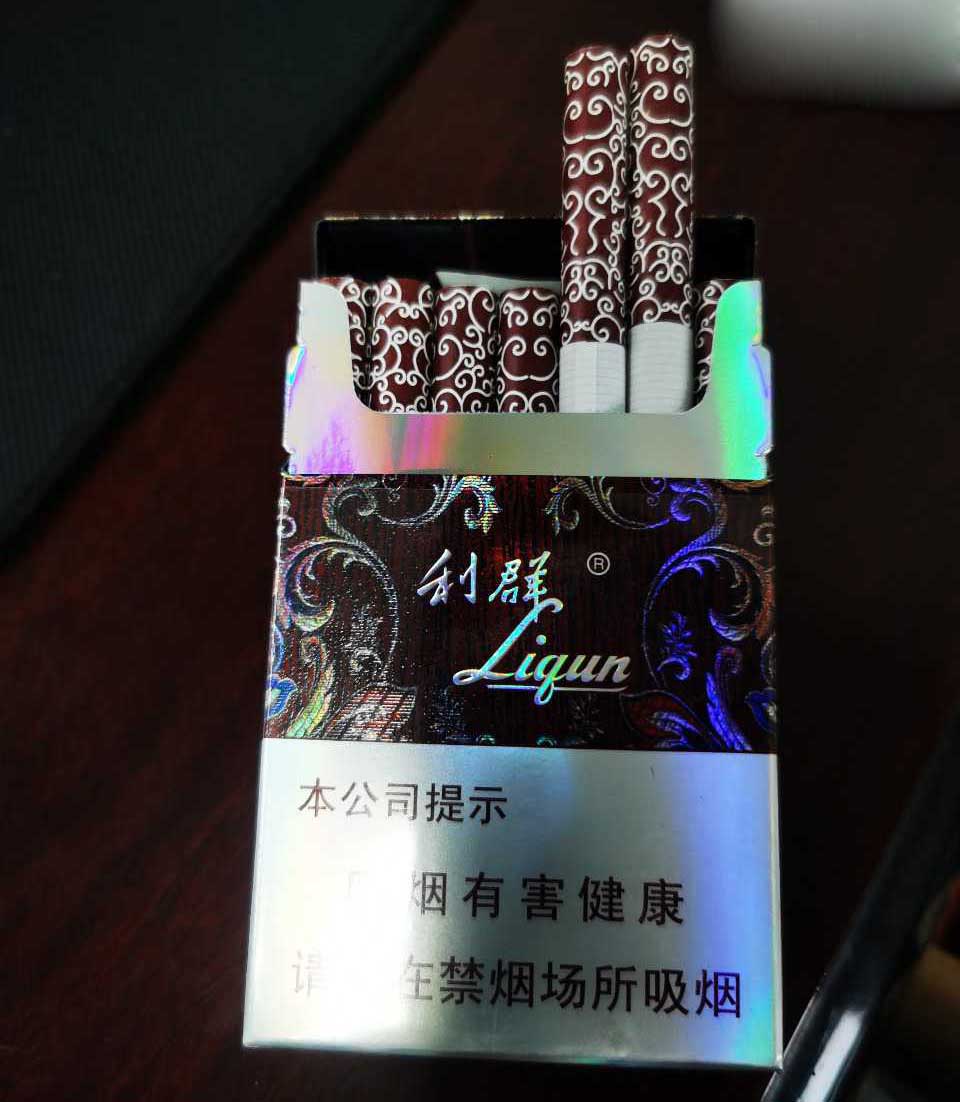 利群®
Liqun
本公司提示
烟有害健康
请 在禁烟场所吸烟